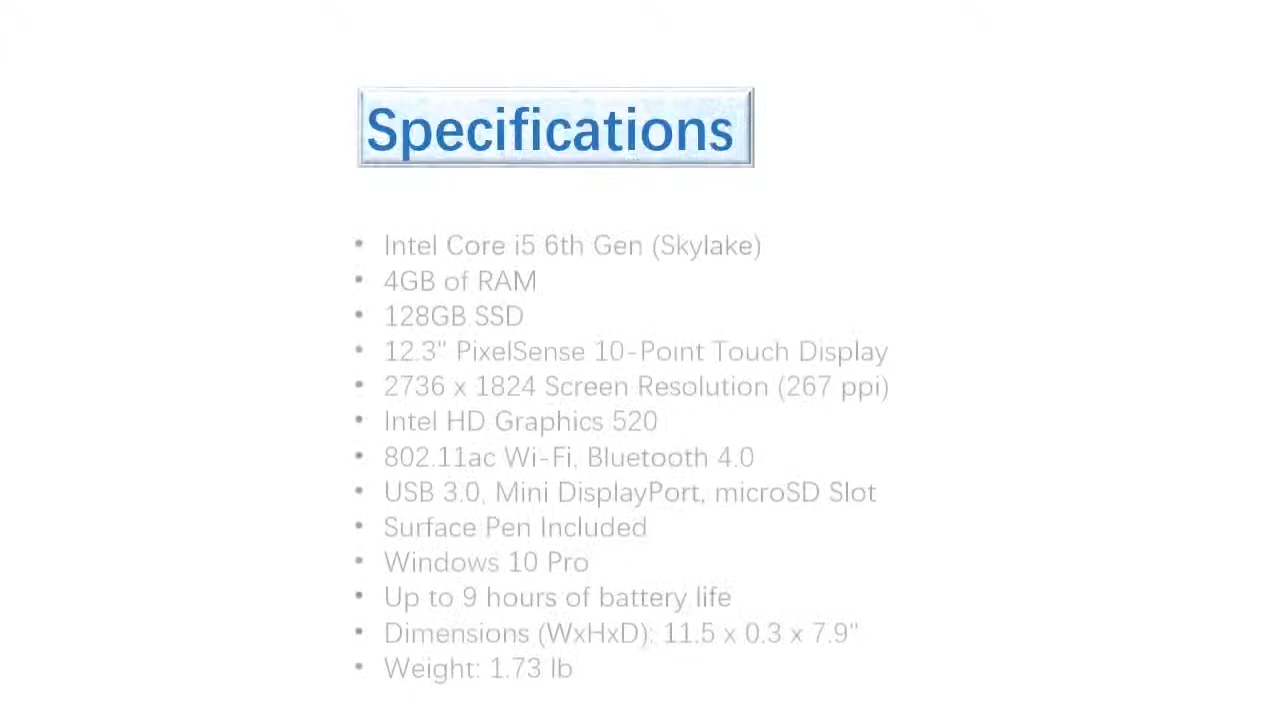 Specifications
• Intel Core i5 6th Gen (Skylake)
• 4GB of RAM
• 128GB SSD
• 12.3" PixelSense 10-Point Touch Display
• 2736 x 1824 Screen Resolution (267 ppi)
• Intel HD Graphics 520
• 802.11ac Wi-Fi, Bluetooth 4.0
• USB 3.0, Mini DisplayPort, microSD Slot
• Surface Pen Included
• Windows 10 Pro
• Up to 9 hours of battery life
• Dimensions (WxHxD): 11.5 x 0.3 x 7.9"
• Weight: 1.73 lb